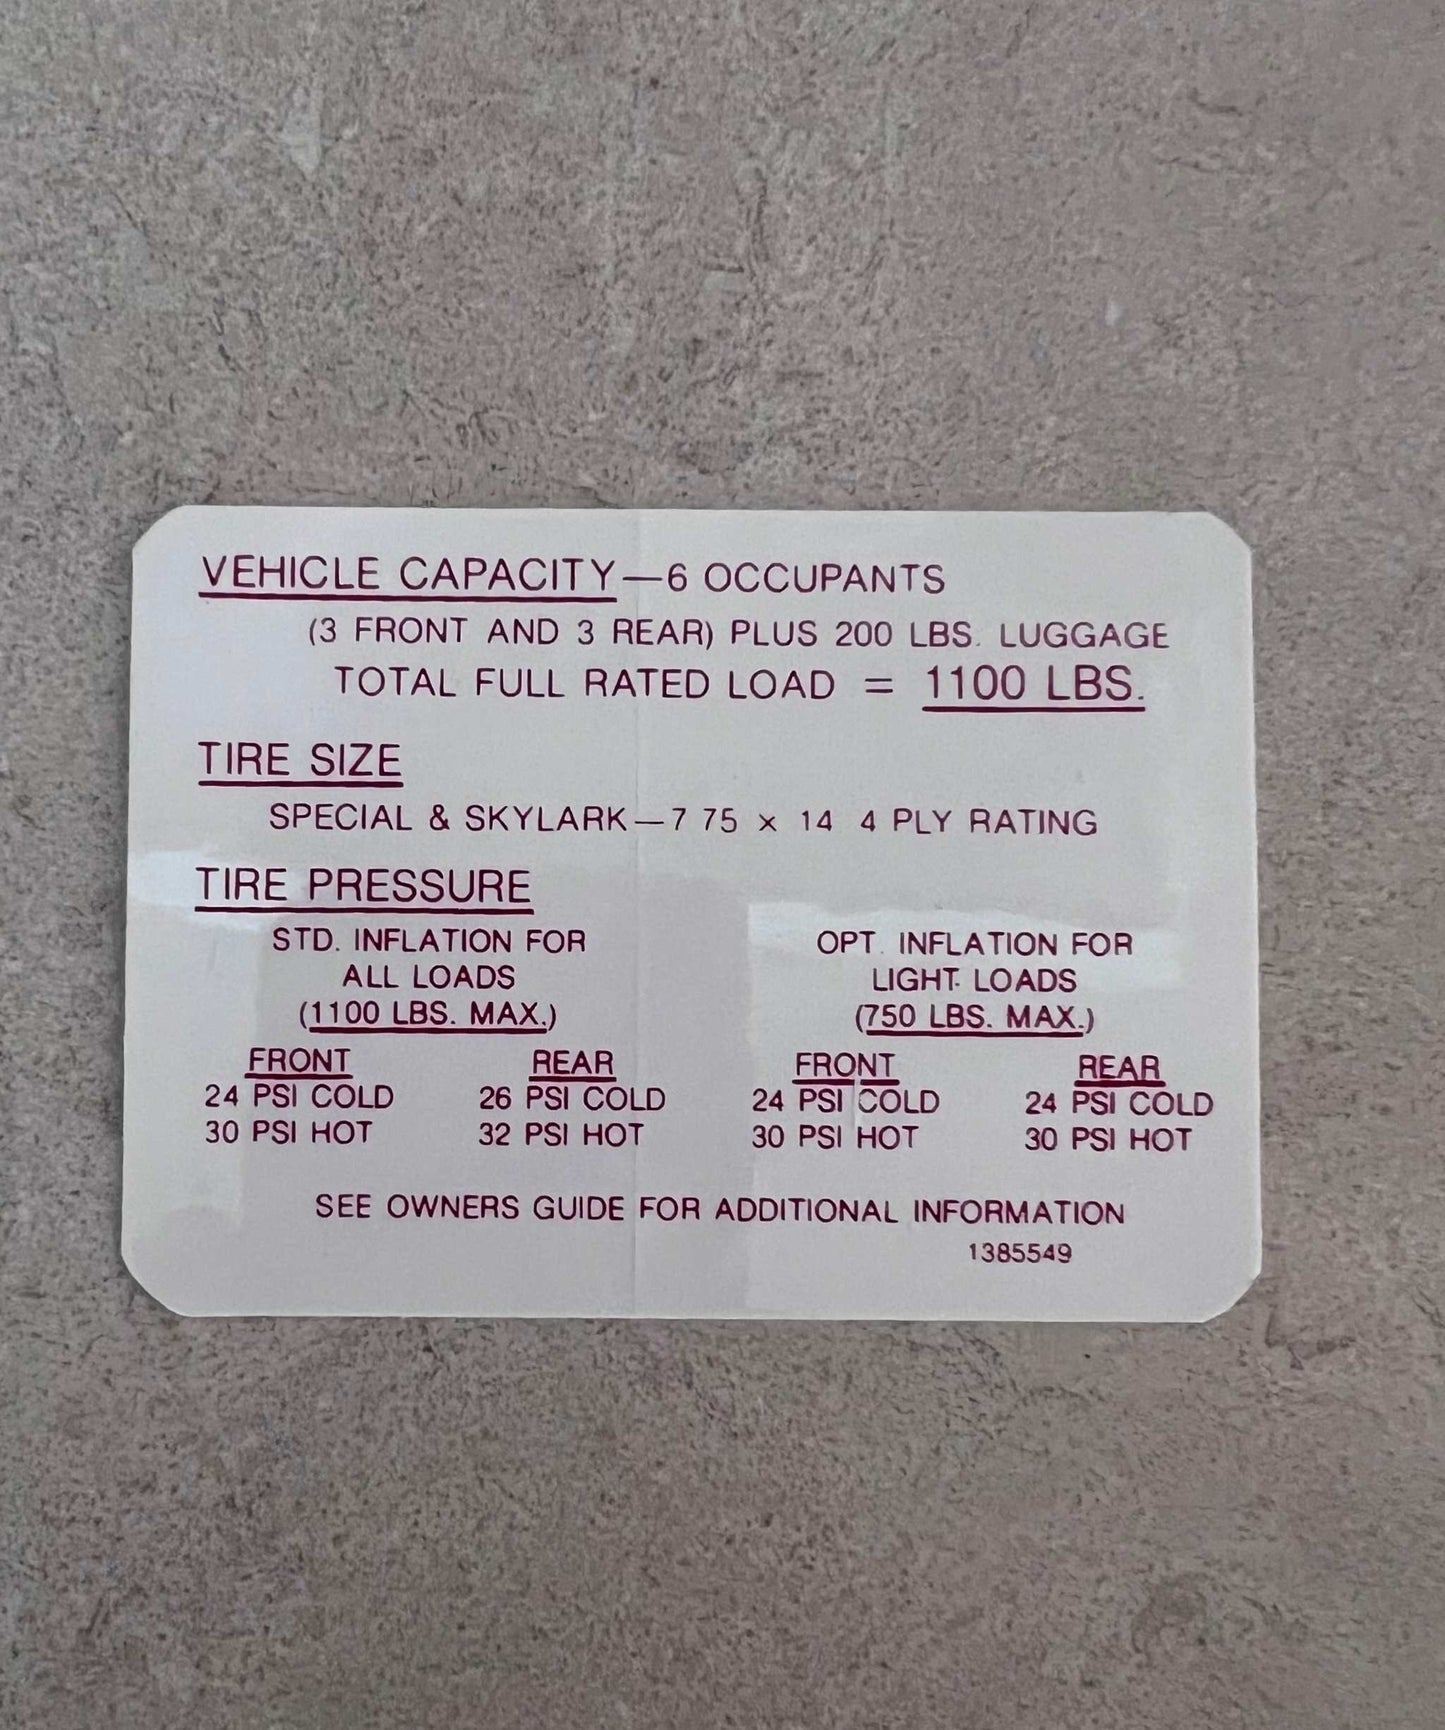 VEHICLE CAPACITY—6 OCCUPANTS
(3 FRONT AND 3 REAR) PLUS 200 LBS. LUGGAGE
TOTAL FULL RATED LOAD = 1100 LBS.
TIRE SIZE
SPECIAL & SKYLARK—7 75 x 14 4 PLY RATING
TIRE PRESSURE
STD. INFLATION FOR OPT. INFLATION FOR
ALL LOADS LIGHT LOADS
(1100 LBS. MAX.) (750 LBS. MAX.)
FRONT REAR FRONT REAR
24 PSI COLD 26 PSI COLD 24 PSI COLD 24 PSI COLD
30 PSI HOT 32 PSI HOT 30 PSI HOT 30 PSI HOT
SEE OWNERS GUIDE FOR ADDITIONAL INFORMATION
1385549